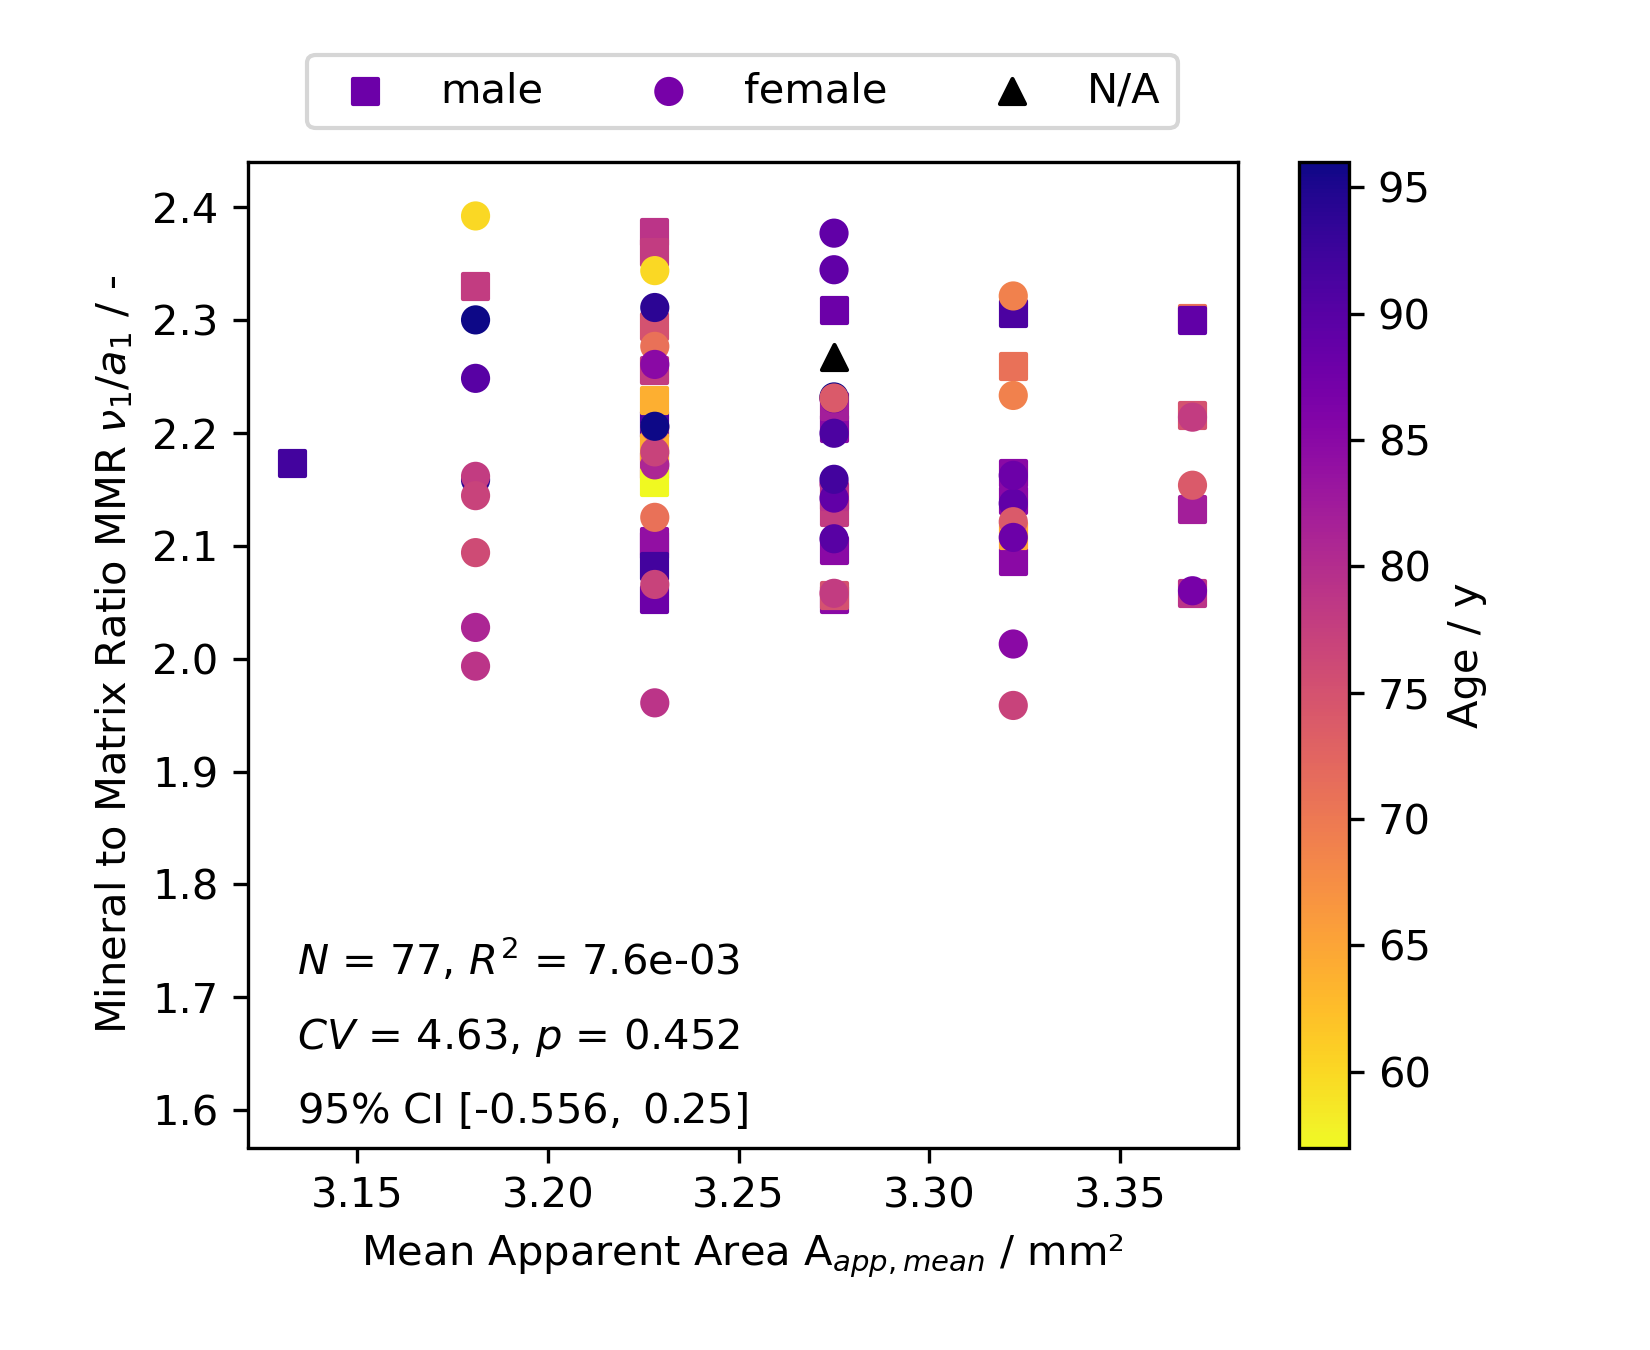 male female N/A
2.4
2.3
2.2
2.1
2.0
1.9
1.8
1.7
1.6
Mineral to Matrix Ratio MMR ν₁/a₁ / -
N = 77, R² = 7.6e-03
CV = 4.63, p = 0.452
95% CI [-0.556, 0.25]
3.15 3.20 3.25 3.30 3.35
Mean Apparent Area A_app,mean / mm²
95
90
85
80
75
70
65
60
Age / y